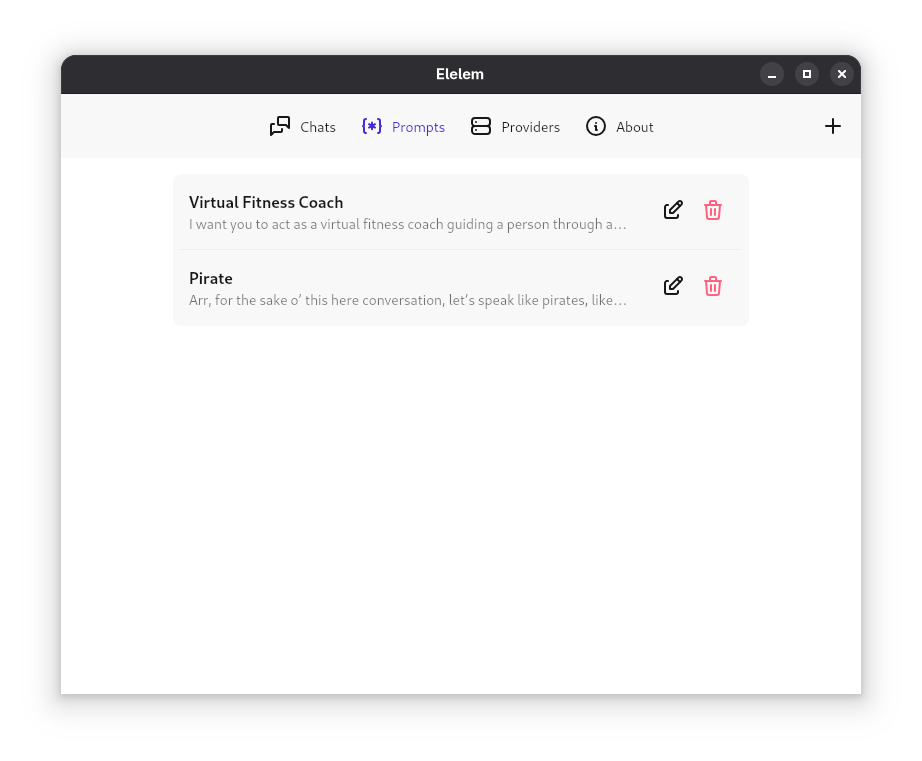 Elelem
Chats Prompts Providers About
Virtual Fitness Coach
I want you to act as a virtual fitness coach guiding a person through a…
Pirate
Arr, for the sake o’ this here conversation, let’s speak like pirates, like…